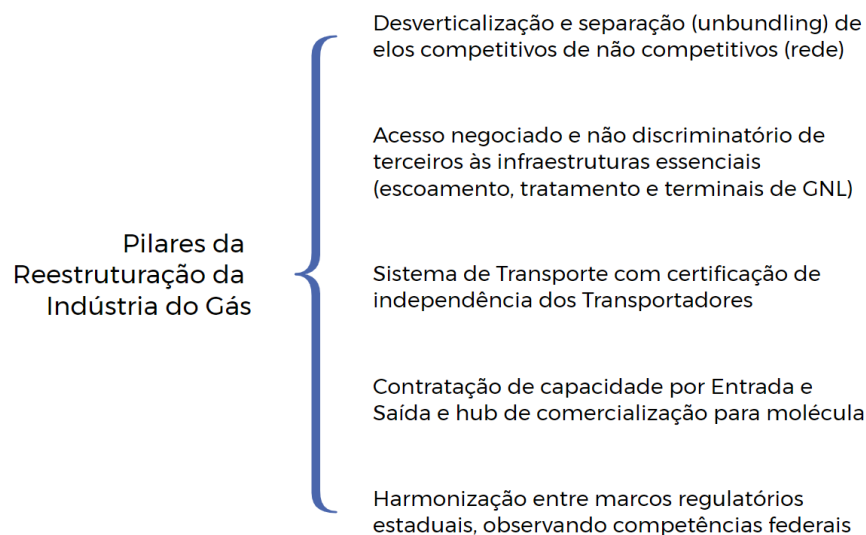 Pilares da
Reestruturação da
Indústria do Gás
Desverticalização e separação (unbundling) de
elos competitivos de não competitivos (rede)
Acesso negociado e não discriminatório de
terceiros às infraestruturas essenciais
(escoamento, tratamento e terminais de GNL)
Sistema de Transporte com certificação de
independência dos Transportadores
Contratação de capacidade por Entrada e
Saída e hub de comercialização para molécula
Harmonização entre marcos regulatórios
estaduais, observando competências federais